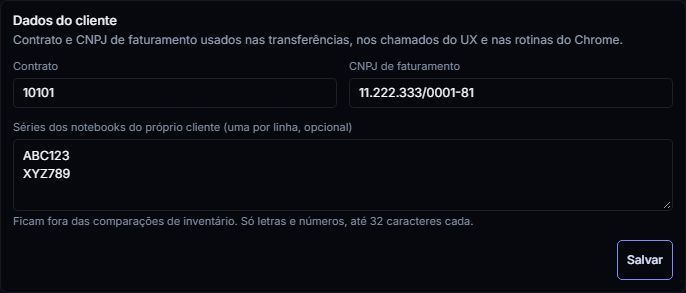 Dados do cliente
Contrato e CNPJ de faturamento usados nas transferências, nos chamados do UX e nas rotinas do Chrome.
Contrato
CNPJ de faturamento
10101
11.222.333/0001-81
Séries dos notebooks do próprio cliente (uma por linha, opcional)
ABC123
XYZ789
Ficam fora das comparações de inventário. Só letras e números, até 32 caracteres cada.
Salvar